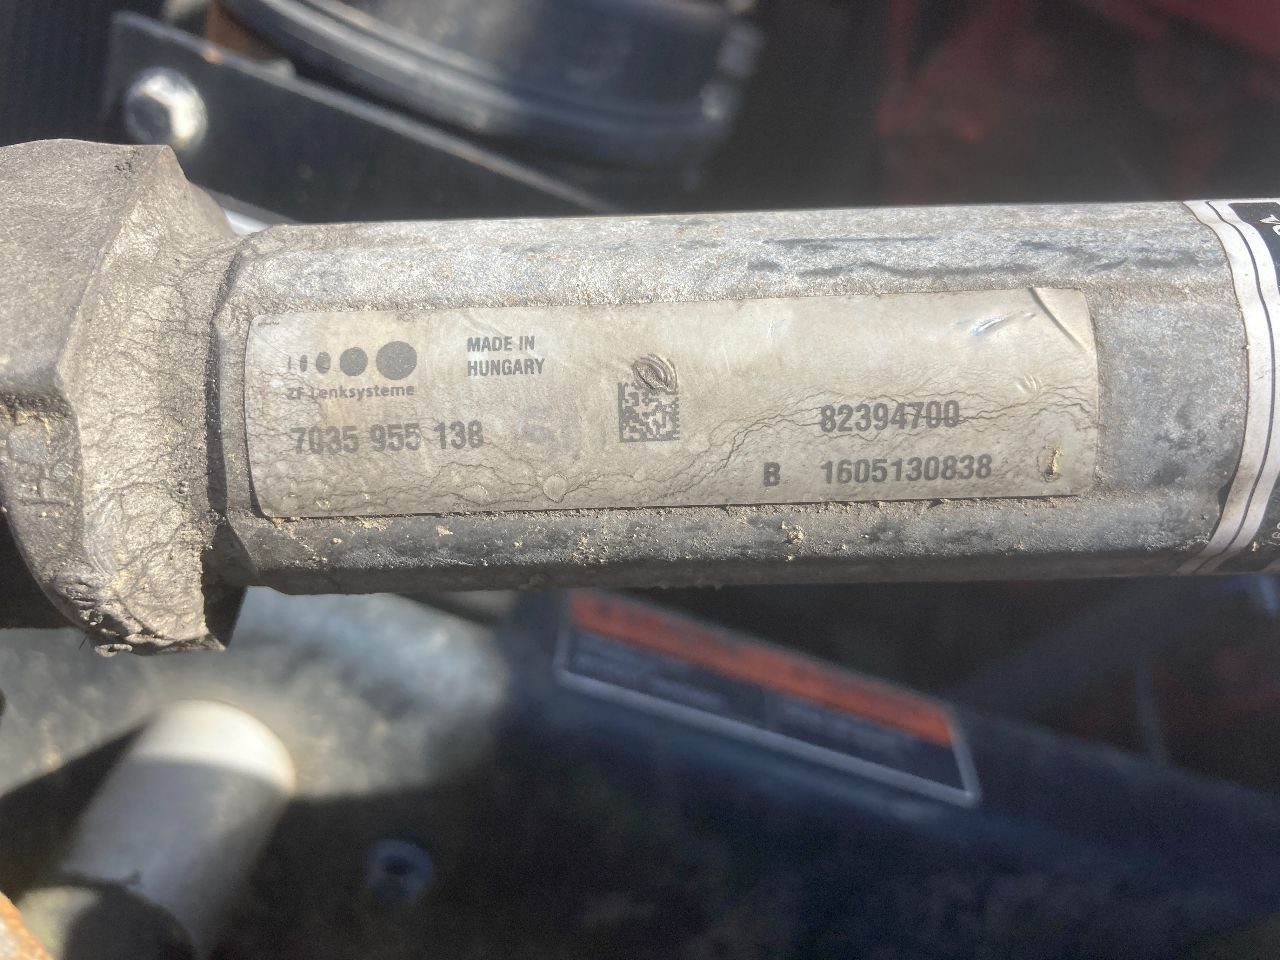 ZF Lenksysteme
MADE IN
HUNGARY
7035 955 138
82394700
B 1605130838